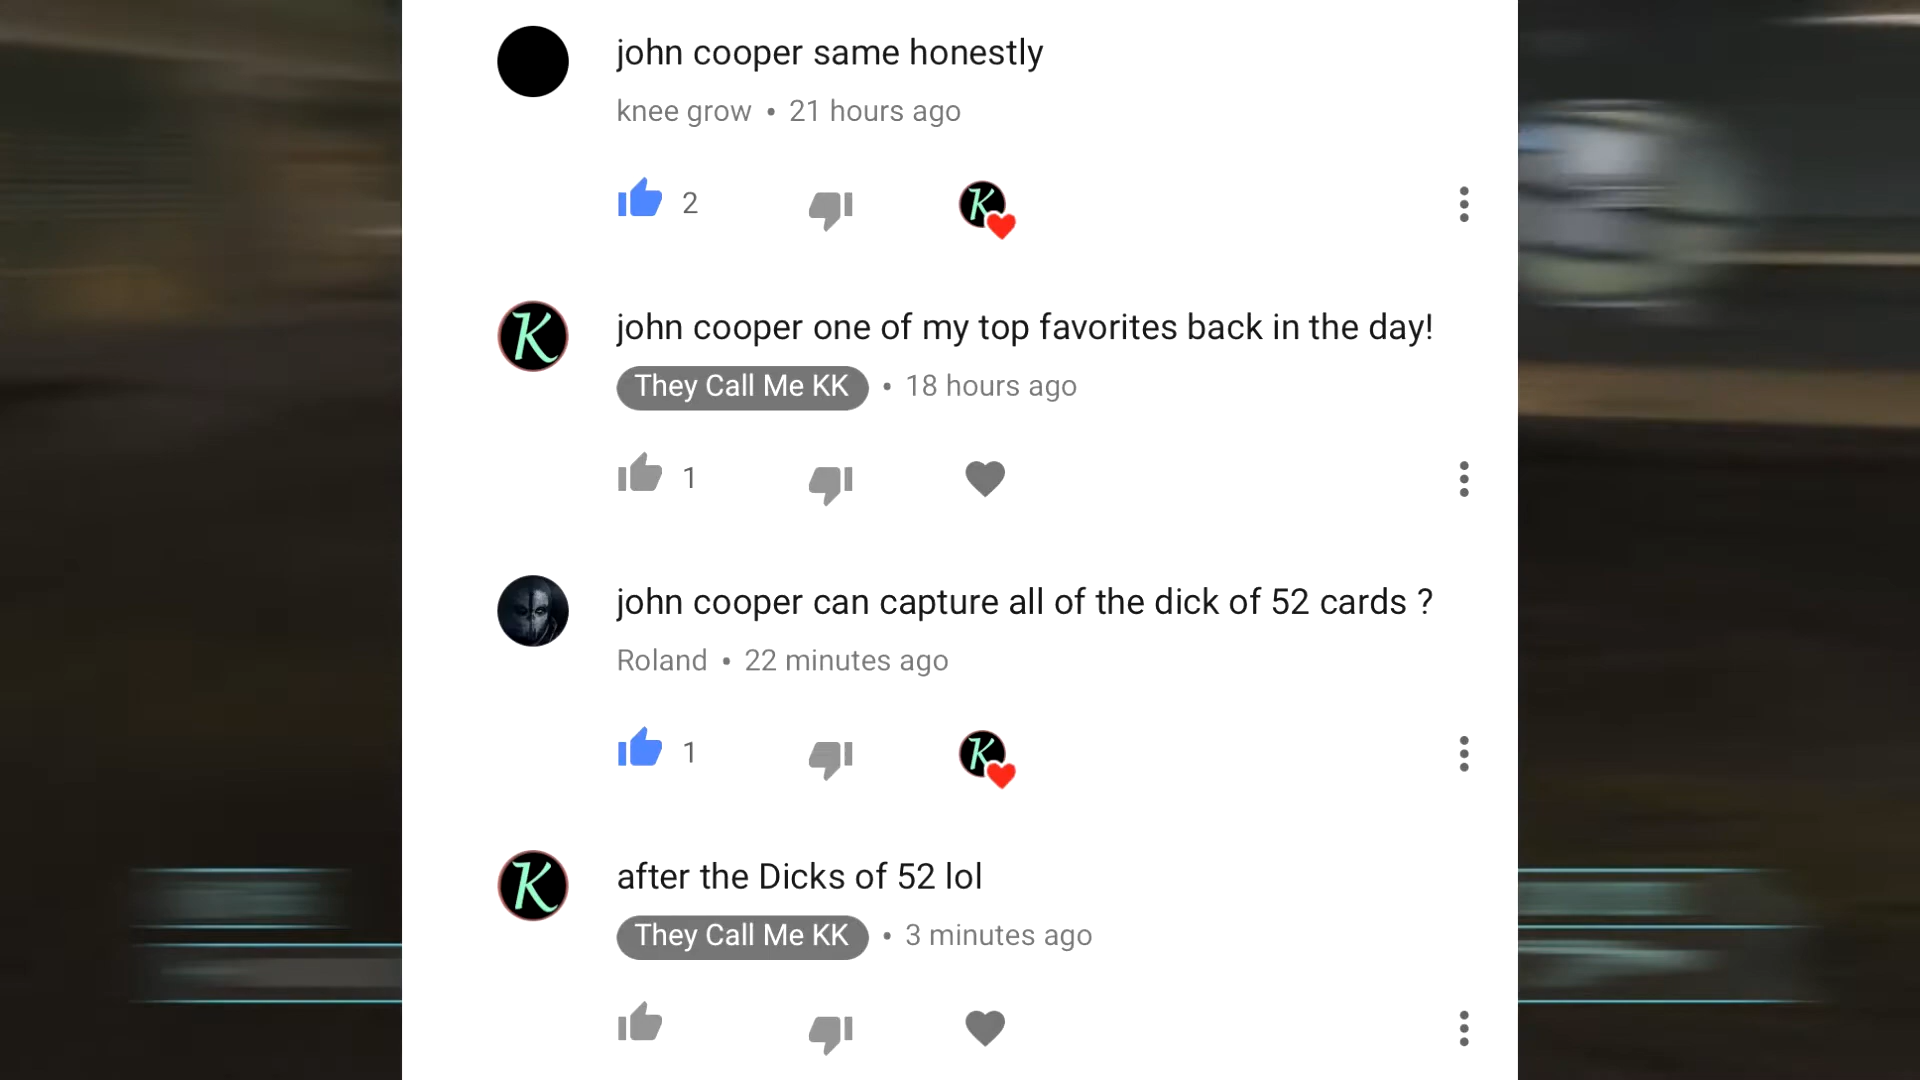 john cooper same honestly
knee grow • 21 hours ago
2
K
K
john cooper one of my top favorites back in the day!
They Call Me KK • 18 hours ago
1
john cooper can capture all of the dick of 52 cards ?
Roland • 22 minutes ago
1
K
K
after the Dicks of 52 lol
They Call Me KK • 3 minutes ago